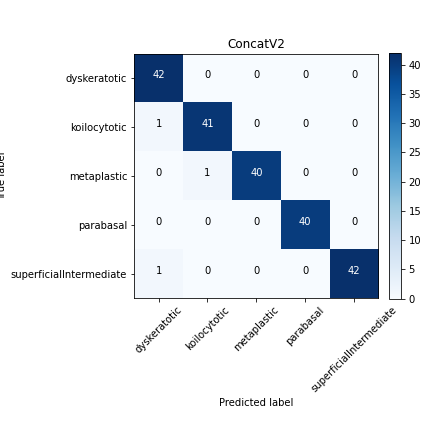 ConcatV2
dyskeratotic 42 0 0 0 0
koilocytotic 1 41 0 0 0
metaplastic 0 1 40 0 0
parabasal 0 0 0 40 0
superficialIntermediate 1 0 0 0 42
dyskeratotic
koilocytotic
metaplastic
parabasal
superficialIntermediate
Predicted label
label
40
35
30
25
20
15
10
5
0